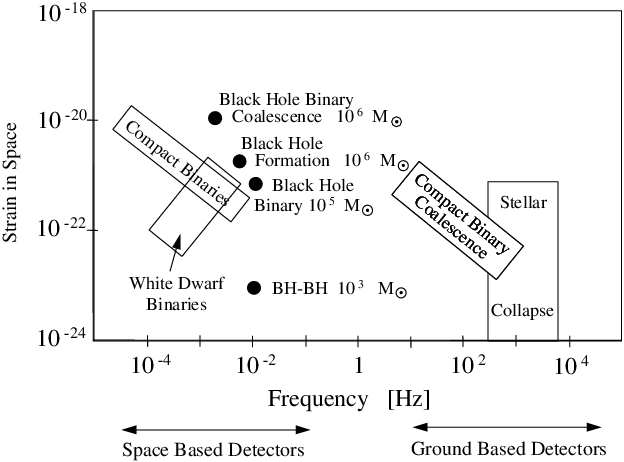 10-18
10-20
10-22
10-24
Strain in Space
Black Hole Binary
Coalescence 10^6 M⊙
Black Hole
Formation 10^6 M⊙
Black Hole
Binary 10^5 M⊙
BH-BH 10^3 M⊙
Compact Binaries
White Dwarf
Binaries
Compact Binary
Coalescence
Stellar
Collapse
10-4 10-2 1 10^2 10^4
Frequency [Hz]
Space Based Detectors
Ground Based Detectors